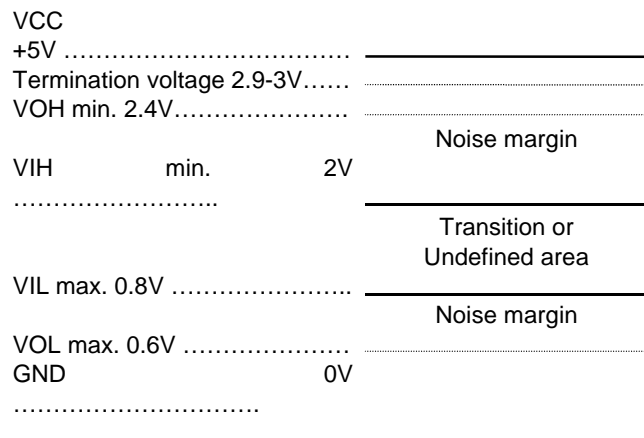 VCC
+5V ………………………………
Termination voltage 2.9-3V……
VOH min. 2.4V………………….
Noise margin
VIH min. 2V
……………………..
Transition or
Undefined area
VIL max. 0.8V …………………..
Noise margin
VOL max. 0.6V …………………
GND 0V
………………………….